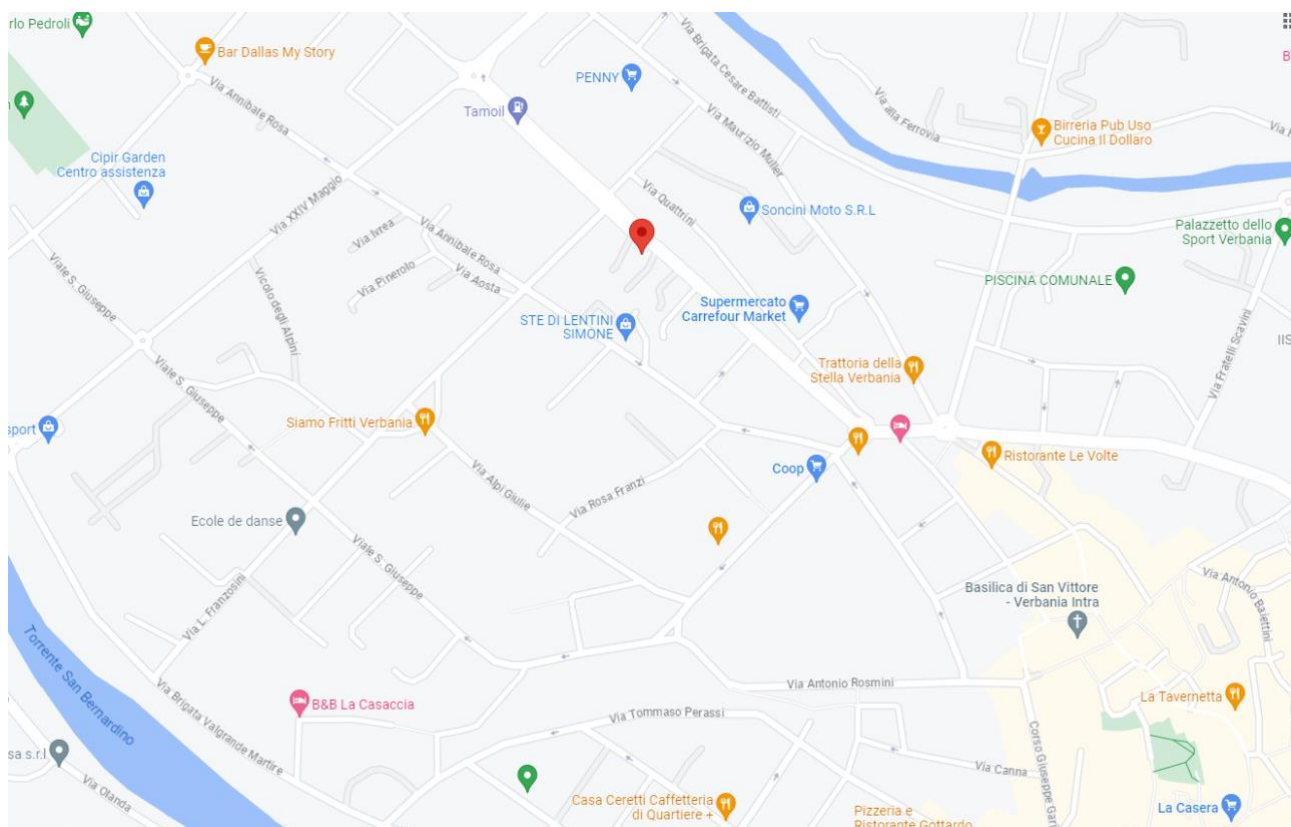 rlo Pedroli
Bar Dallas My Story
Via Annibale Rosa
Tamoil
PENNY
Via Brigata Cesare Battisti
Via Maurizio Muller
Via alla Ferrovia
Birreria Pub Uso
Cucina Il Dollaro
B
Cipir Garden
Centro assistenza
Via XXIV Maggio
Via Quattrini
Soncini Moto S.R.L
Palazzetto dello
Sport Verbania
Via Ivrea
Via Annibale Rosa
Via Pinerolo
Via Aosta
Viale S. Giuseppe
Vicolo degli Alpini
PISCINA COMUNALE
Supermercato
Carrefour Market
STE DI LENTINI
SIMONE
IIS
Via Fratelli Scavini
Trattoria della
Stella Verbania
Viale S. Giuseppe
Siamo Fritti Verbania
sport
Coop
Ristorante Le Volte
Via Alpi Giulie
Via Rosa Franzi
Ecole de danse
Viale S. Giuseppe
Via L. Franzosini
Basilica di San Vittore
- Verbania Intra
Via Antonio Baiettini
Torrente San Bernardino
Via Antonio Rosmini
B&B La Casaccia
Via Brigata Valgrande Martire
Via Tommaso Perassi
La Tavernetta
sa s.r.l
Via Olanda
Via Canna
Corso Giuseppe Gari
Casa Ceretti Caffetteria
di Quartiere +
Pizzeria e
Ristorante Gottardo
La Casera